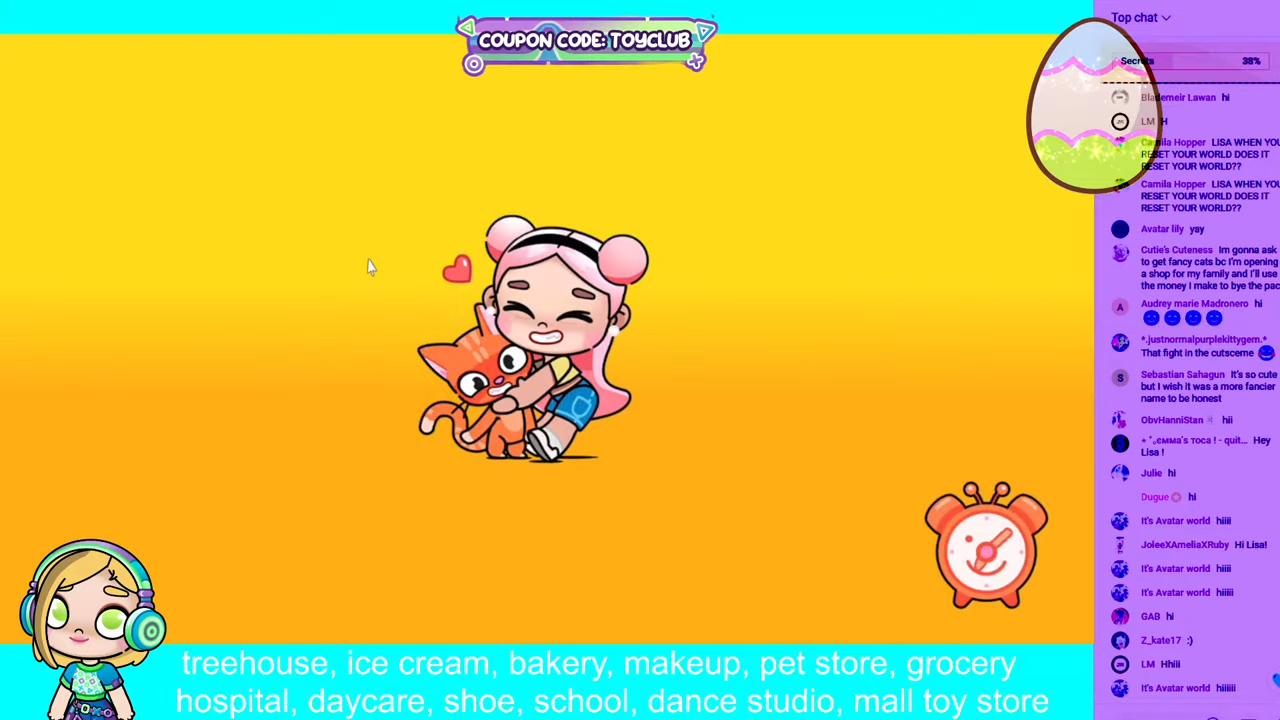 COUPON CODE: TOYCLUB
Top chat
Secrets 38%
Blademeir Lawan hi
LM H
Camila Hopper LISA WHEN YOU
RESET YOUR WORLD DOES IT
RESET YOUR WORLD??
Camila Hopper LISA WHEN YOU
RESET YOUR WORLD DOES IT
RESET YOUR WORLD??
Avatar lily yay
Cutie's Cuteness Im gonna ask
to get fancy cats bc I'm opening
a shop for my family and I'll use
the money I make to bye the pac
Audrey marie Madronero hi
A
*.justnormalpurplekittygem.*
That fight in the cutsceme
S
Sebastian Sahagun It's so cute
but I wish it was a more fancier
name to be honest
ObvHanniStan hii
єmma's тoca ! - quit... Hey
Lisa !
Julie hi
Dugue hi
It's Avatar world hiiii
JoleeXAmeliaXRuby Hi Lisa!
It's Avatar world hiiii
It's Avatar world hiiiii
GAB hi
Z_kate17 :)
LM Hhiii
It's Avatar world hiiiiii
treehouse, ice cream, bakery, makeup, pet store, grocery
hospital, daycare, shoe, school, dance studio, mall toy store